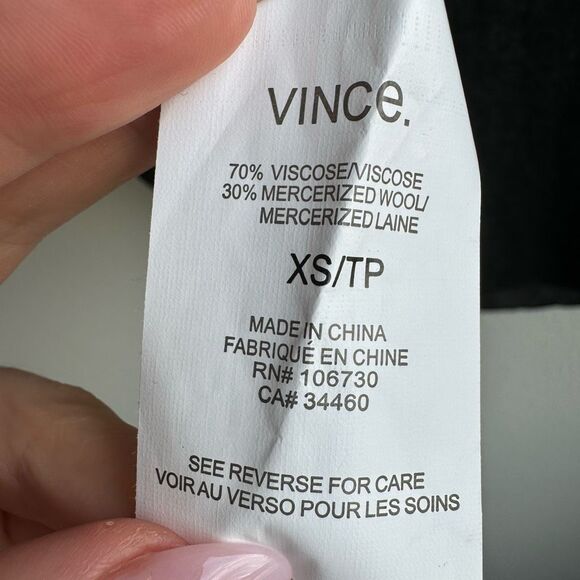 VINCe.
70% VISCOSE/VISCOSE
30% MERCERIZED WOOL/
MERCERIZED LAINE
XS/TP
MADE IN CHINA
FABRIQUÉ EN CHINE
RN# 106730
CA# 34460
SEE REVERSE FOR CARE
VOIR AU VERSO POUR LES SOINS